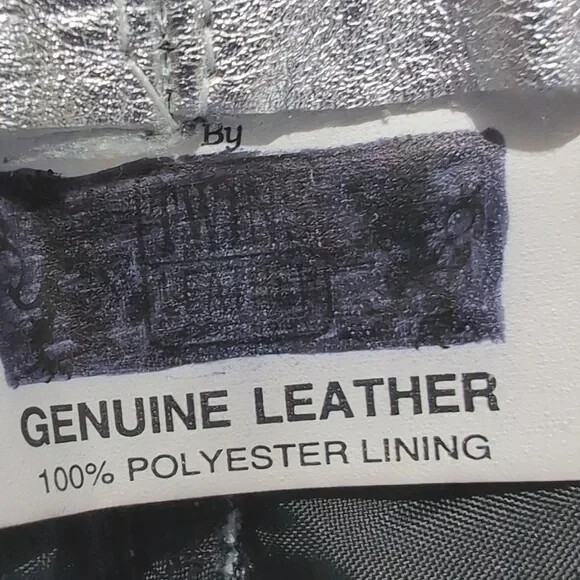 By
GENUINE LEATHER
100% POLYESTER LINING